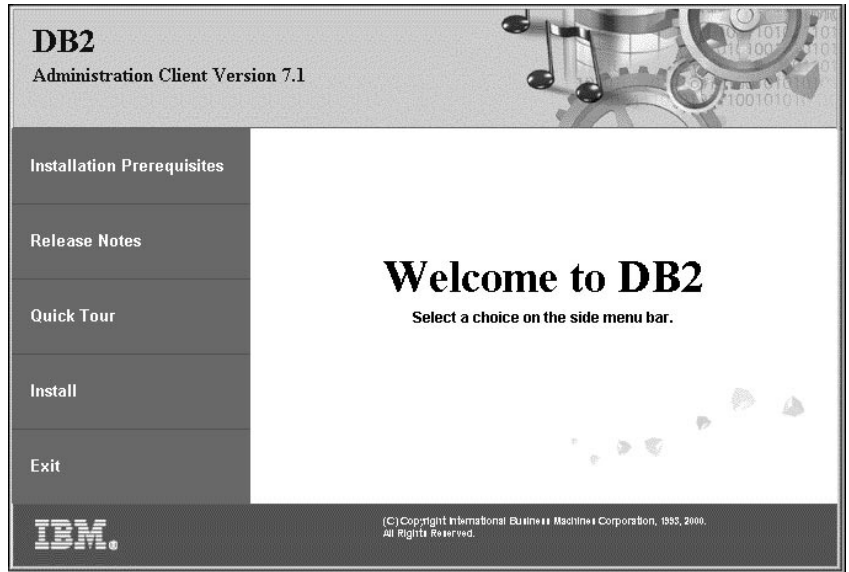 DB2
Administration Client Version 7.1
Installation Prerequisites
Release Notes
Quick Tour
Install
Exit
Welcome to DB2
Select a choice on the side menu bar.
IBM®
(C) Copyright International Business Machines Corporation, 1993, 2000.
All Rights Reserved.